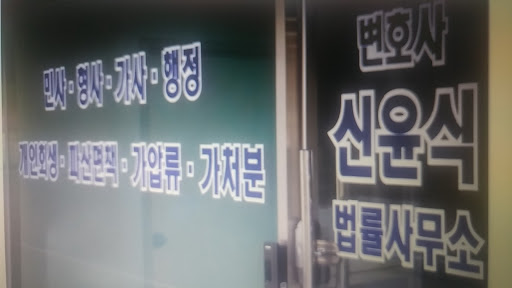 민사·형사·가사·행정
개인회생·파산면책·가압류·가처분
변호사
신윤식
법률사무소